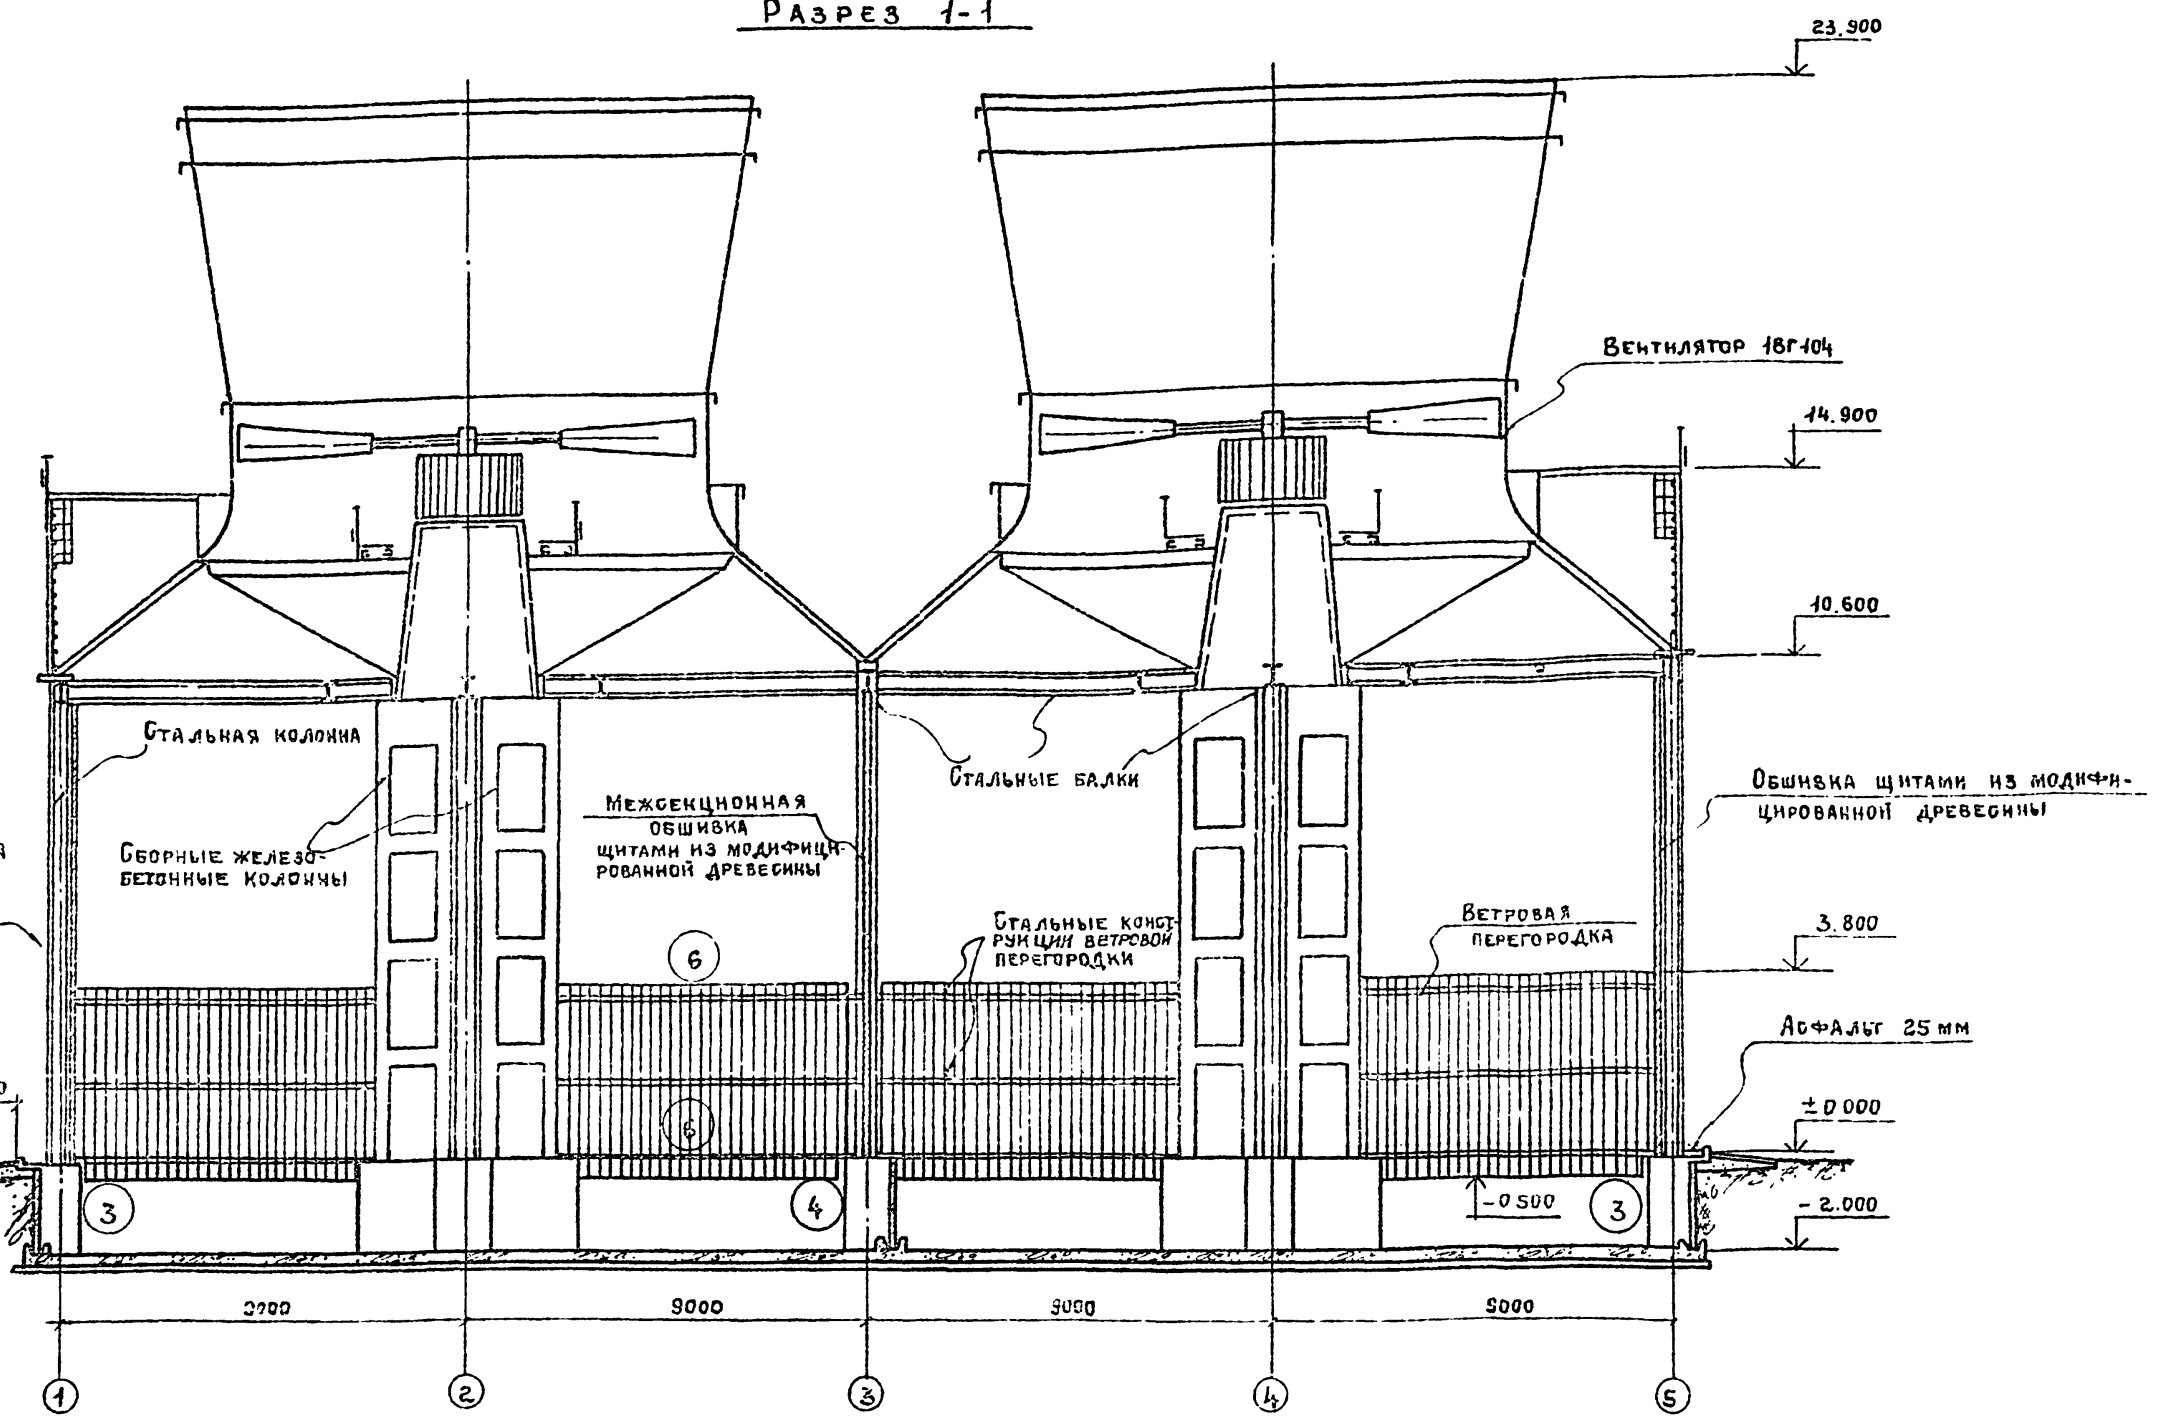 Разрез 1-1
23.900
Вентилятор 1ВГ104
14.900
10.600
Стальная колонна
Стальные балки
Обшивка щитами из модифи-
цированной древесины
Межсекционная
обшивка
щитами из модифици-
рованной древесины
Сборные железо-
бетонные колонны
Стальные конст-
рукции ветровой
перегородки
Ветровая
перегородка
3.800
6
Асфальт 25 мм
±0 000
3
4
-0 500
3
-2.000
9000
9000
9000
1
2
3
4
5